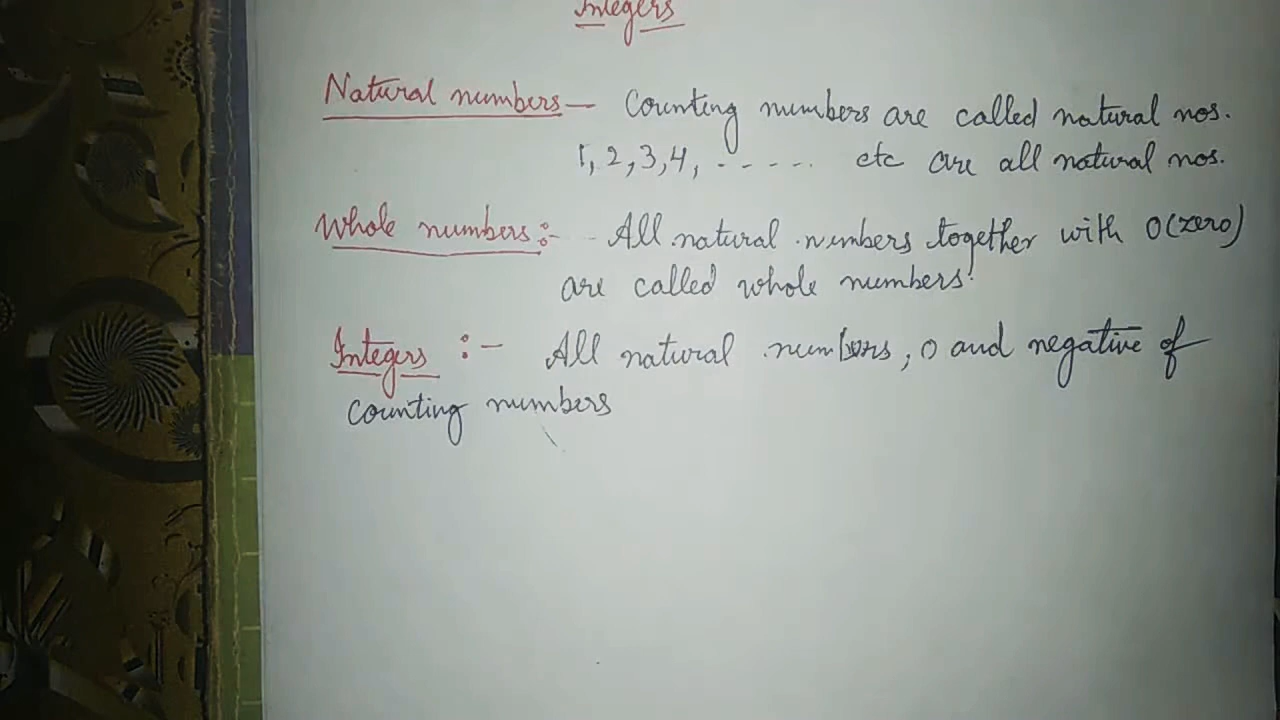 Integers
Natural numbers — Counting numbers are called natural nos.
1, 2, 3, 4, - - - - - etc are all natural nos.
Whole numbers :- - All natural numbers together with 0 (zero)
are called whole numbers.
Integers :- All natural numbers, 0 and negative of
counting numbers